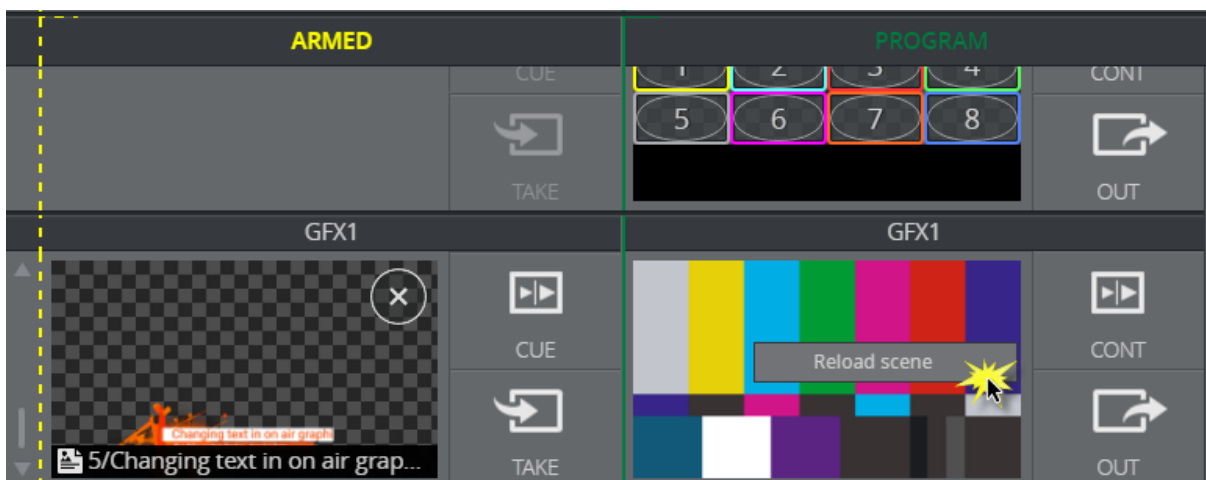 ARMED
PROGRAM
CUE
1 2 3 4
CONT
5 6 7 8
TAKE
OUT
GFX1
GFX1
CUE
Reload scene
CONT
Changing text in on air graphi
5/Changing text in on air grap...
TAKE
OUT